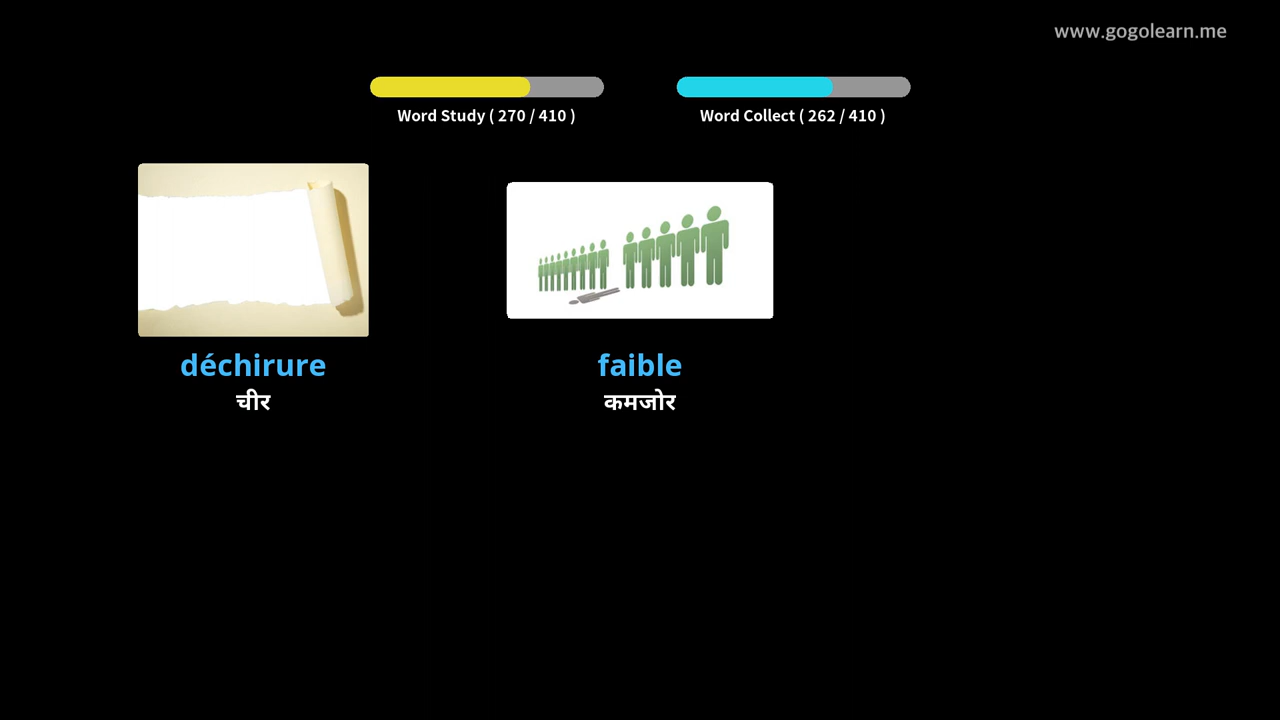 www.gogolearn.me
Word Study ( 270 / 410 )
Word Collect ( 262 / 410 )
déchirure
चीर
faible
कमजोर